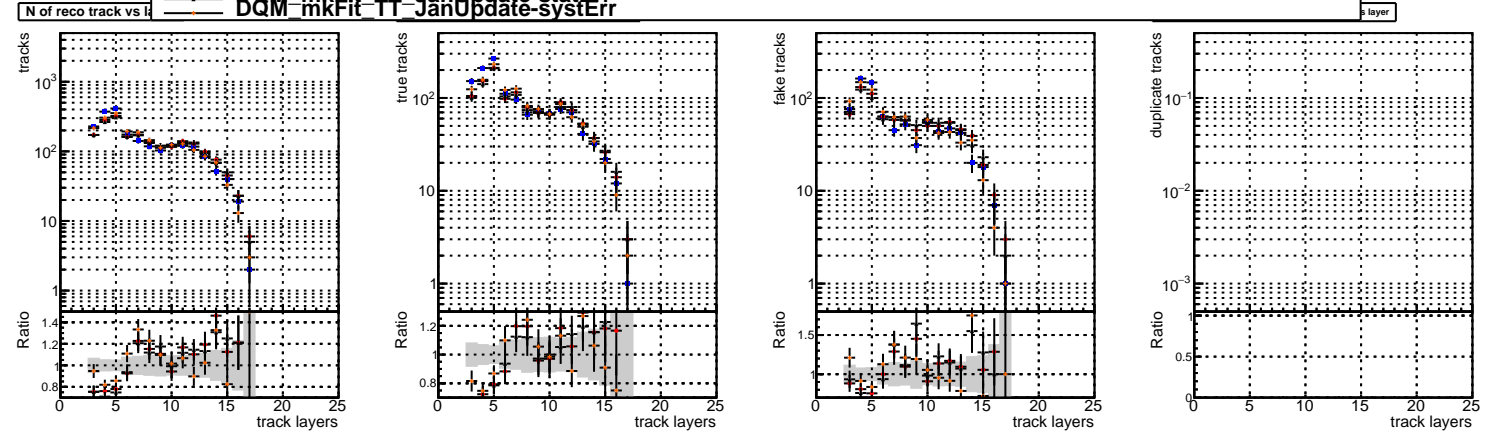 DQM_mkFit_TT_JanUpdate-systErr
N of reco track vs la
s layer
tracks
10³
10²
10
1
Ratio
1.4
1.2
1
0.8
0 5 10 15 20 25
track layers
true tracks
10²
10
1
Ratio
1.2
1
0.8
0 5 10 15 20 25
track layers
fake tracks
10²
10
1
Ratio
1.5
1
0 5 10 15 20 25
track layers
duplicate tracks
10⁻¹
10⁻²
10⁻³
Ratio
1
0.5
0
0 5 10 15 20 25
track layers